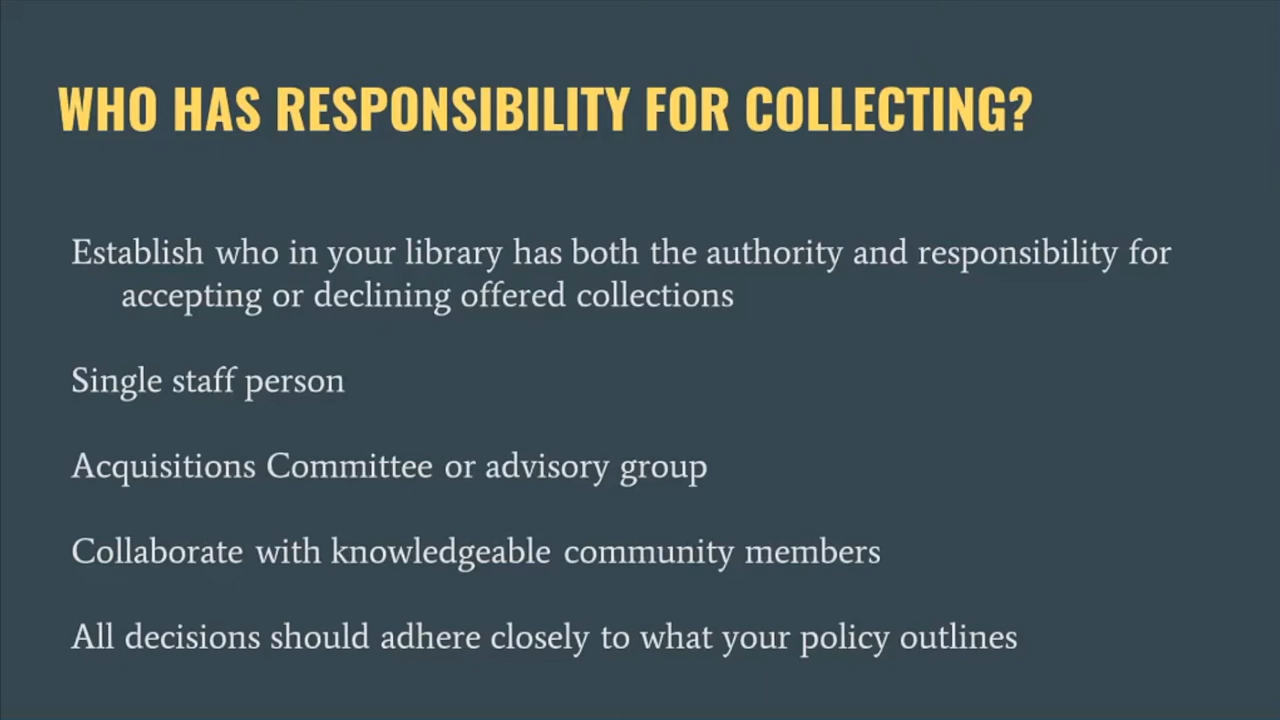 WHO HAS RESPONSIBILITY FOR COLLECTING?
Establish who in your library has both the authority and responsibility for
accepting or declining offered collections
Single staff person
Acquisitions Committee or advisory group
Collaborate with knowledgeable community members
All decisions should adhere closely to what your policy outlines